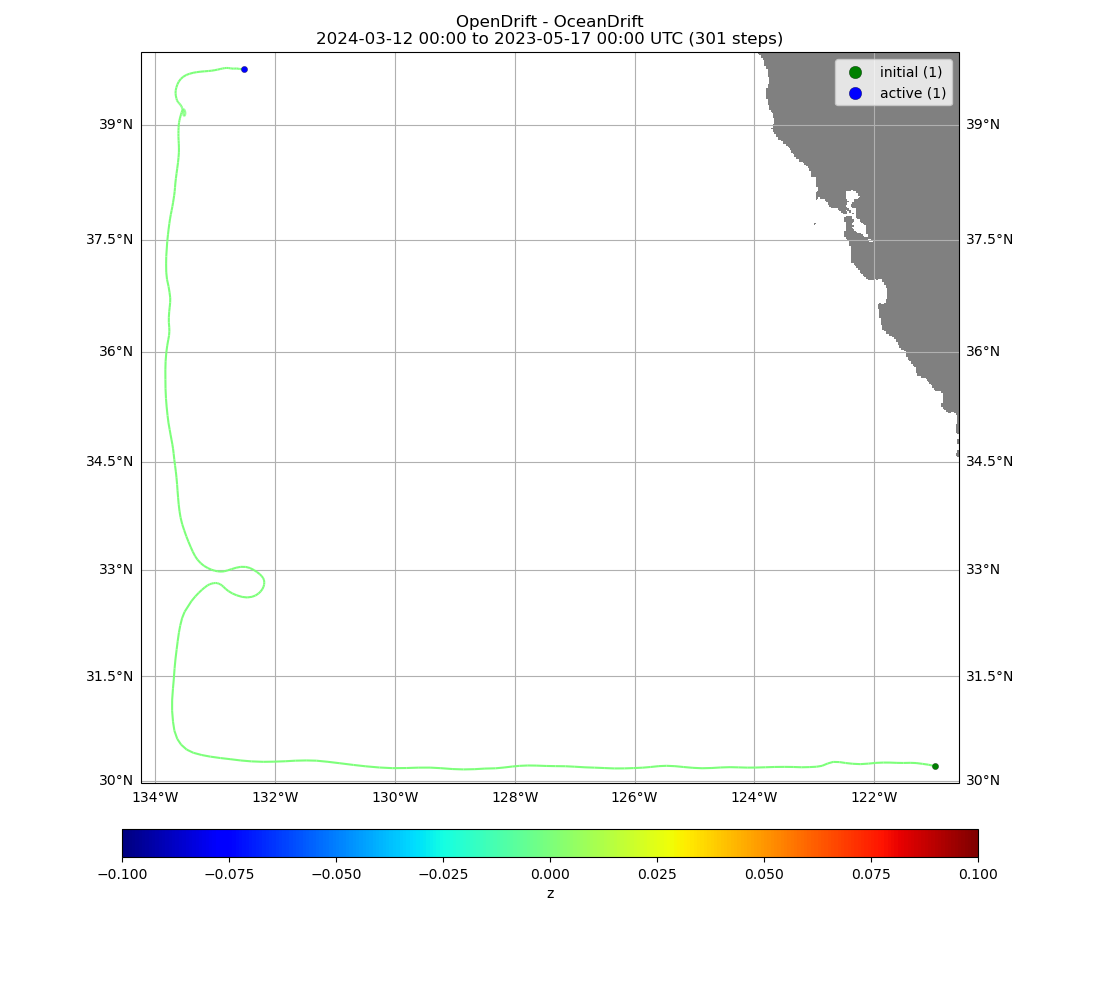 OpenDrift - OceanDrift
2024-03-12 00:00 to 2023-05-17 00:00 UTC (301 steps)
initial (1)
active (1)
39°N 39°N
37.5°N 37.5°N
36°N 36°N
34.5°N 34.5°N
33°N 33°N
31.5°N 31.5°N
30°N 30°N
134°W 132°W 130°W 128°W 126°W 124°W 122°W
−0.100 −0.075 −0.050 −0.025 0.000 0.025 0.050 0.075 0.100
z